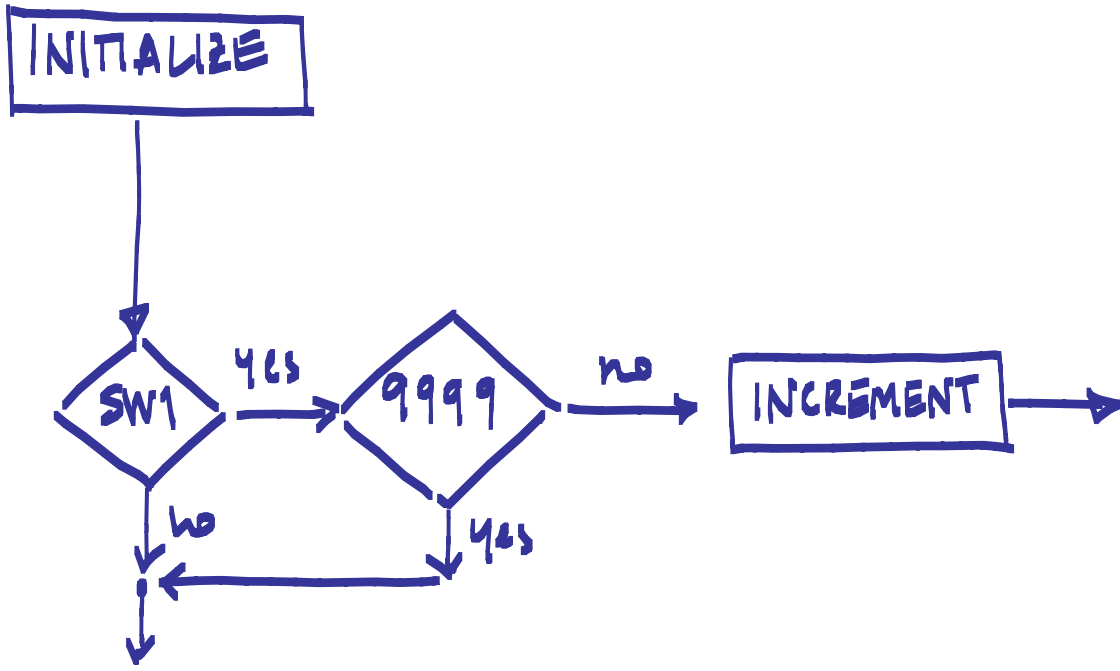 INITIALIZE
yes
no
SW1
9999
INCREMENT
no
yes